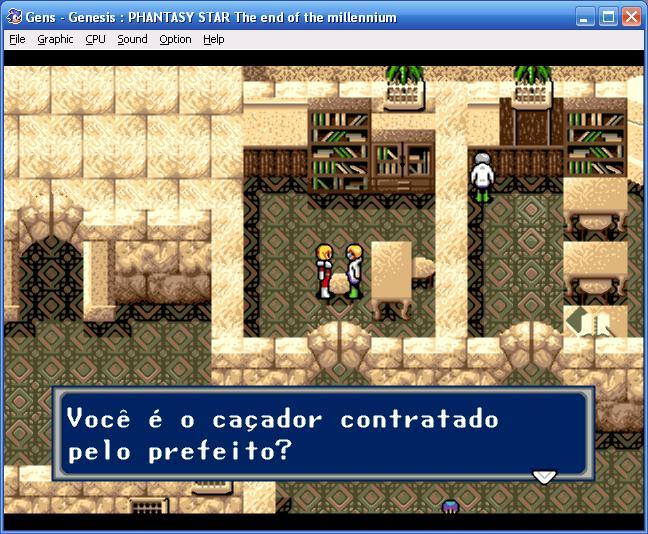 Gens - Genesis : PHANTASY STAR The end of the millennium
File Graphic CPU Sound Option Help
Você é o caçador contratado
pelo prefeito?